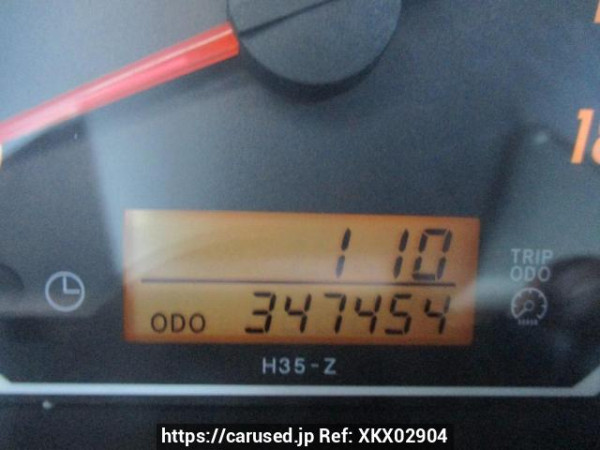 1 10
TRIP
ODO
ODO 347454
H35-Z
https://carused.jp Ref: XKX02904